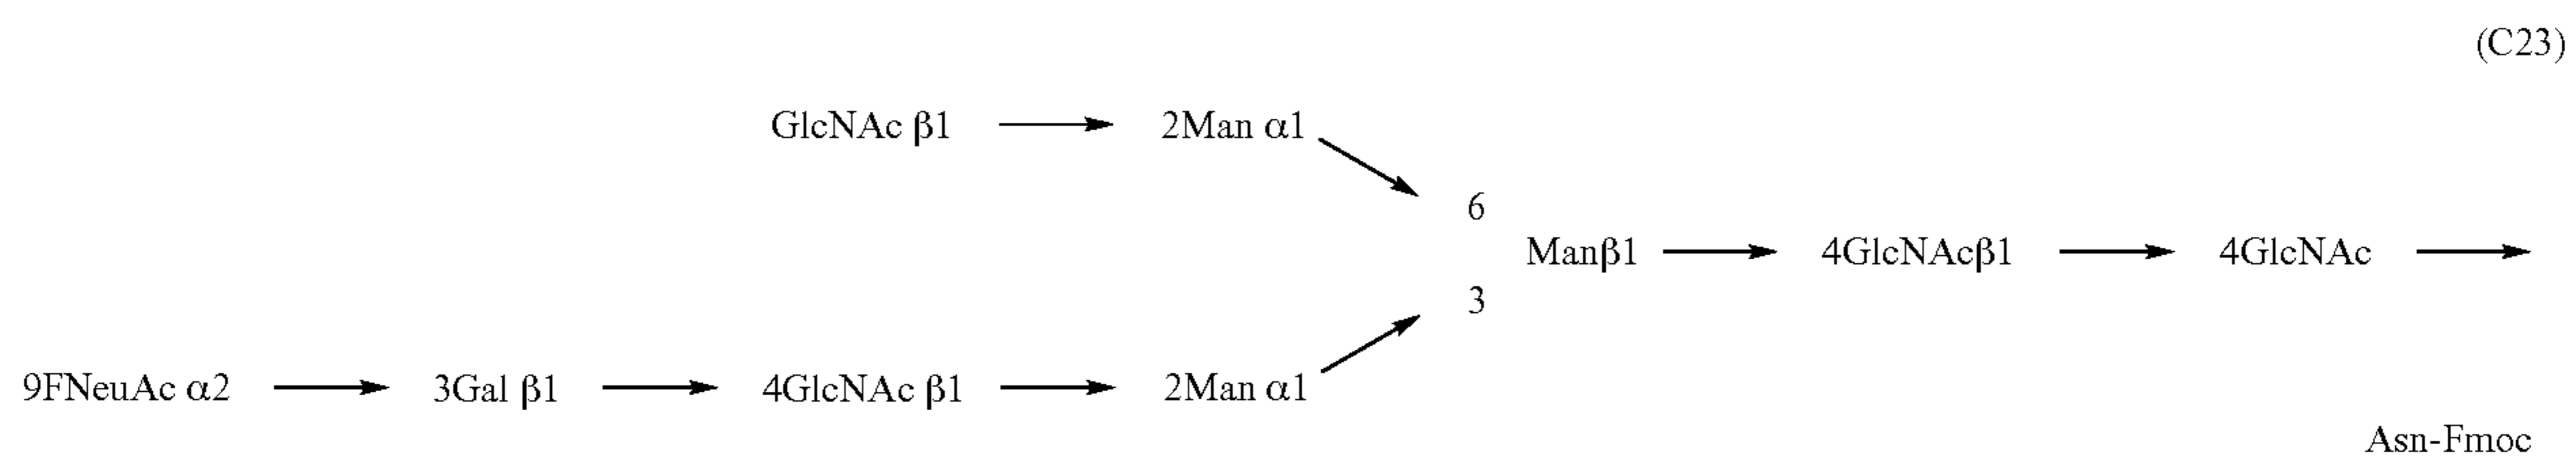 (C23)
GlcNAc β1 ⟶ 2Man α1
6
Manβ1 ⟶ 4GlcNAcβ1 ⟶ 4GlcNAc ⟶
3
9FNeuAc α2 ⟶ 3Gal β1 ⟶ 4GlcNAc β1 ⟶ 2Man α1
Asn-Fmoc